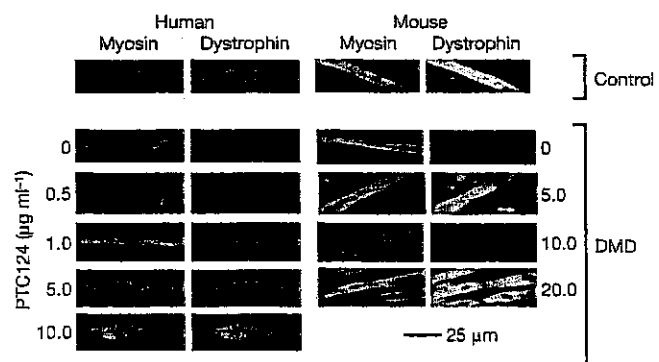 Human Mouse
Myosin Dystrophin Myosin Dystrophin
Control
PTC124 (µg ml⁻¹)
0 0
0.5 5.0
1.0 10.0
5.0 20.0
10.0
DMD
25 µm